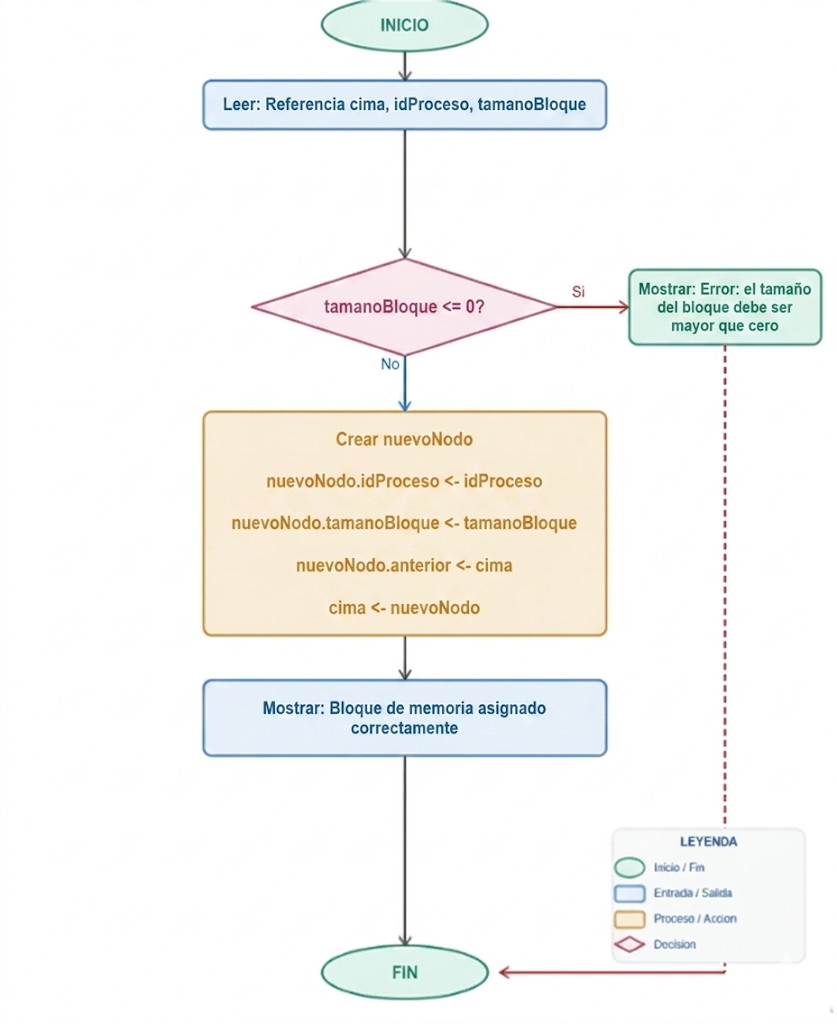 INICIO
Leer: Referencia cima, idProceso, tamanoBloque
tamanoBloque <= 0?
Si
Mostrar: Error: el tamaño
del bloque debe ser
mayor que cero
No
Crear nuevoNodo
nuevoNodo.idProceso <- idProceso
nuevoNodo.tamanoBloque <- tamanoBloque
nuevoNodo.anterior <- cima
cima <- nuevoNodo
Mostrar: Bloque de memoria asignado
correctamente
LEYENDA
Inicio / Fin
Entrada / Salida
Proceso / Accion
Decision
FIN